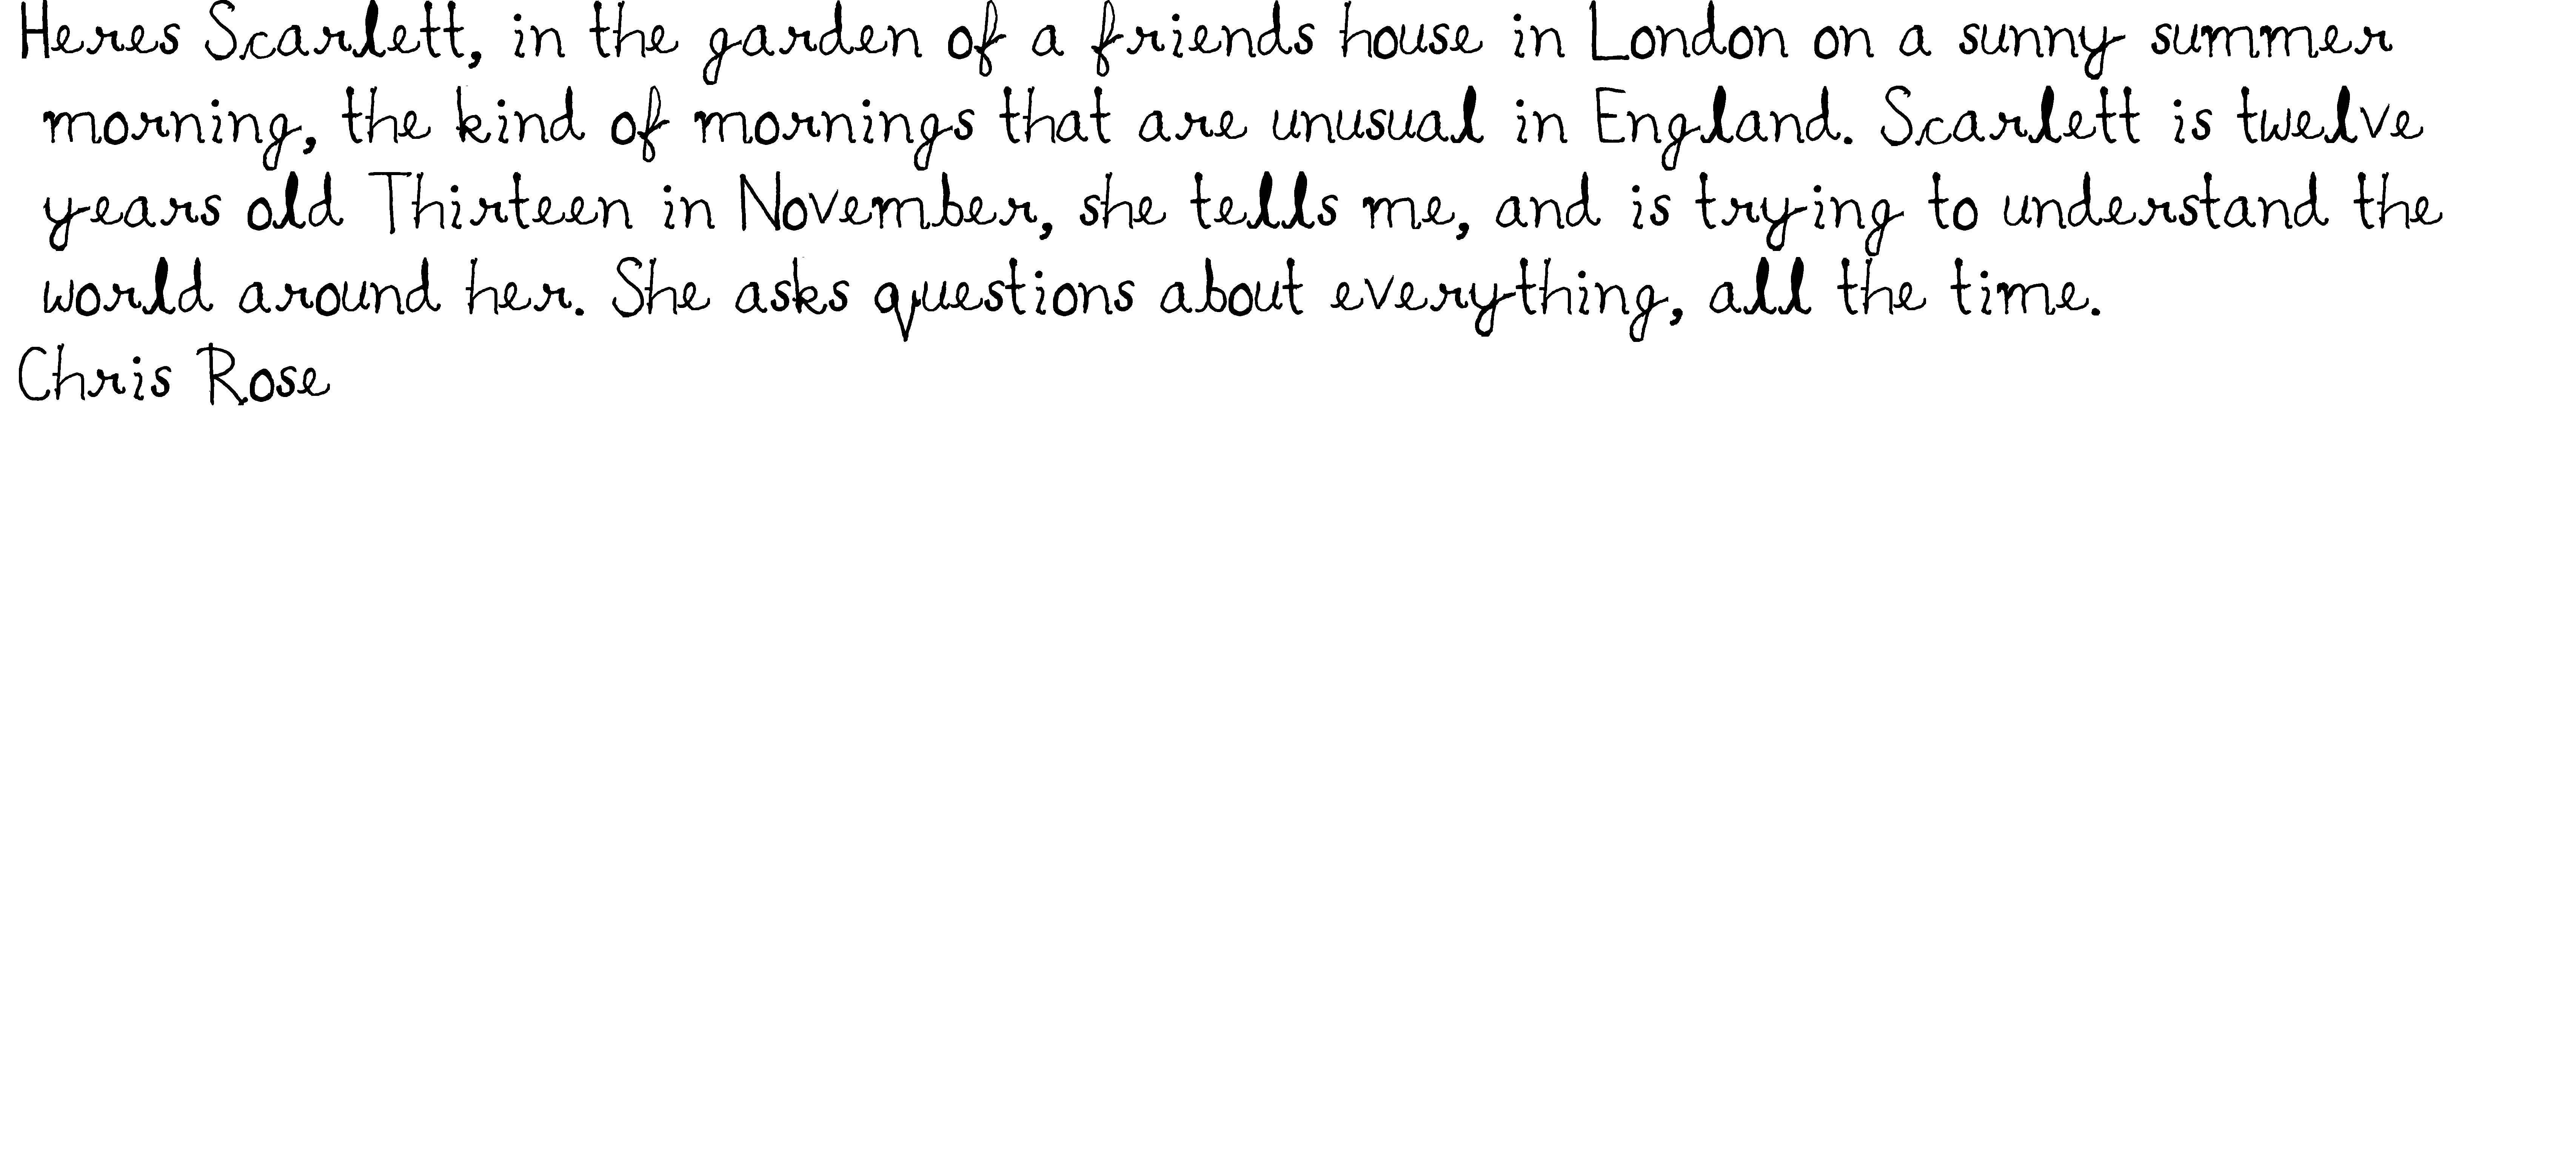 Heres Scarlett, in the garden of a friends house in London on a sunny summer
morning, the kind of mornings that are unusual in England. Scarlett is twelve
years old Thirteen in November, she tells me, and is trying to understand the
world around her. She asks questions about everything, all the time.
Chris Rose